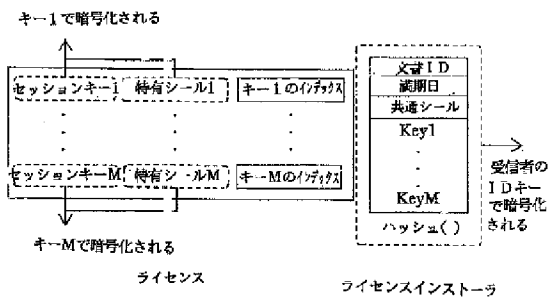 キー1で暗号化される
セッションキー1 特有シール1 キー1のインデックス
セッションキーM 特有シールM キーMのインデックス
キーMで暗号化される
ライセンス
文書ID
満期日
共通シール
Key1
KeyM
ハッシュ()
受信者の
IDキー
で暗号化
される
ライセンスインストーラ